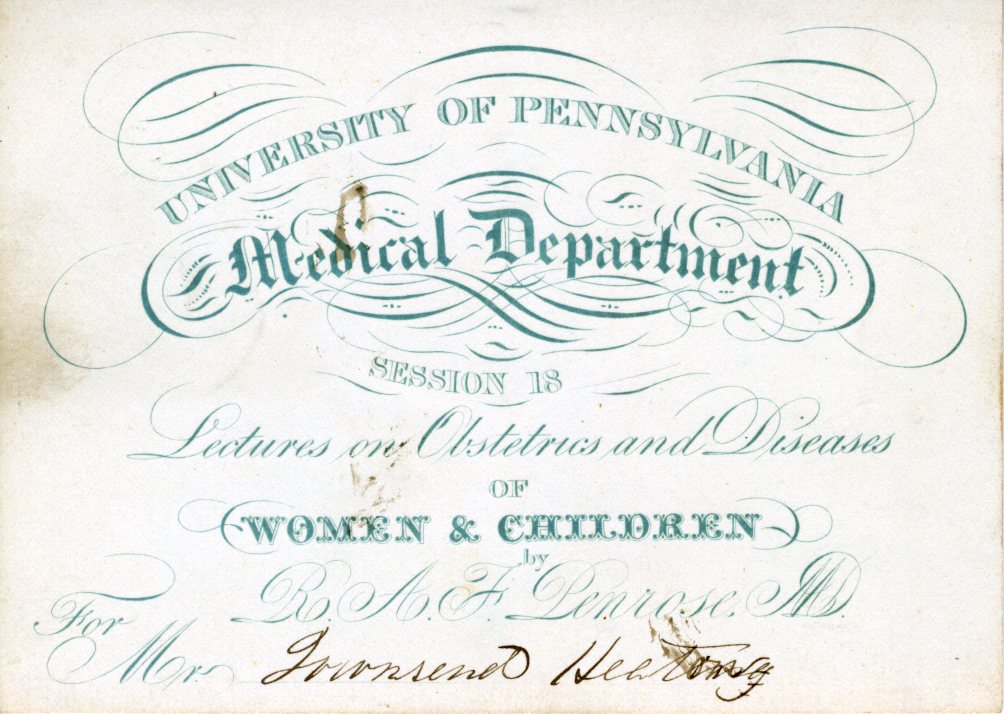 UNIVERSITY OF PENNSYLVANIA
Medical Department
SESSION 18
Lectures on Obstetrics and Diseases
OF
WOMEN & CHILDREN
by
R. A. F. Penrose, MD
For
Mr Townsend